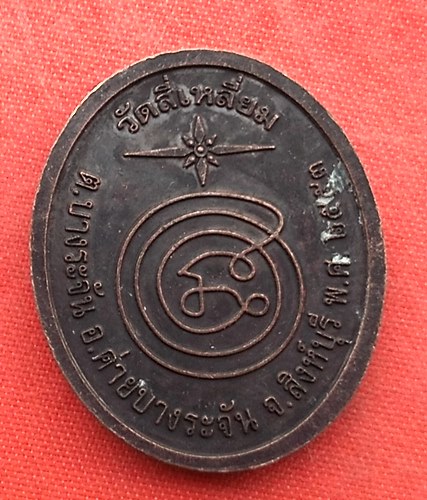 วัดสี่เหลี่ยม
ต.บางระจัน อ.ค่ายบางระจัน จ.สิงห์บุรี พ.ศ.